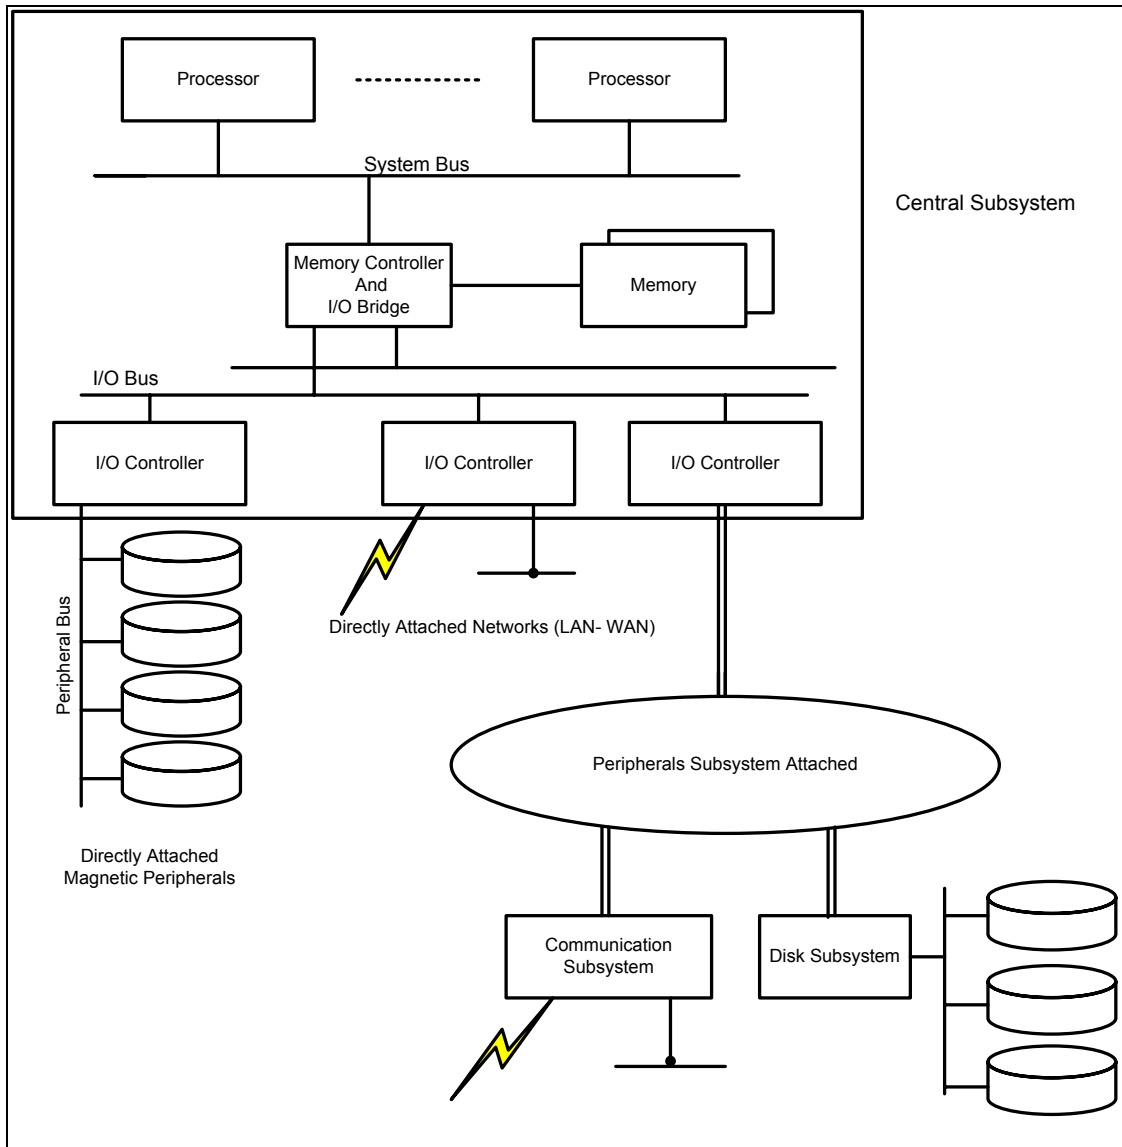 Processor
Processor
System Bus
Central Subsystem
Memory Controller
And
I/O Bridge
Memory
I/O Bus
I/O Controller
I/O Controller
I/O Controller
Peripheral Bus
Directly Attached Networks (LAN- WAN)
Peripherals Subsystem Attached
Directly Attached
Magnetic Peripherals
Communication
Subsystem
Disk Subsystem